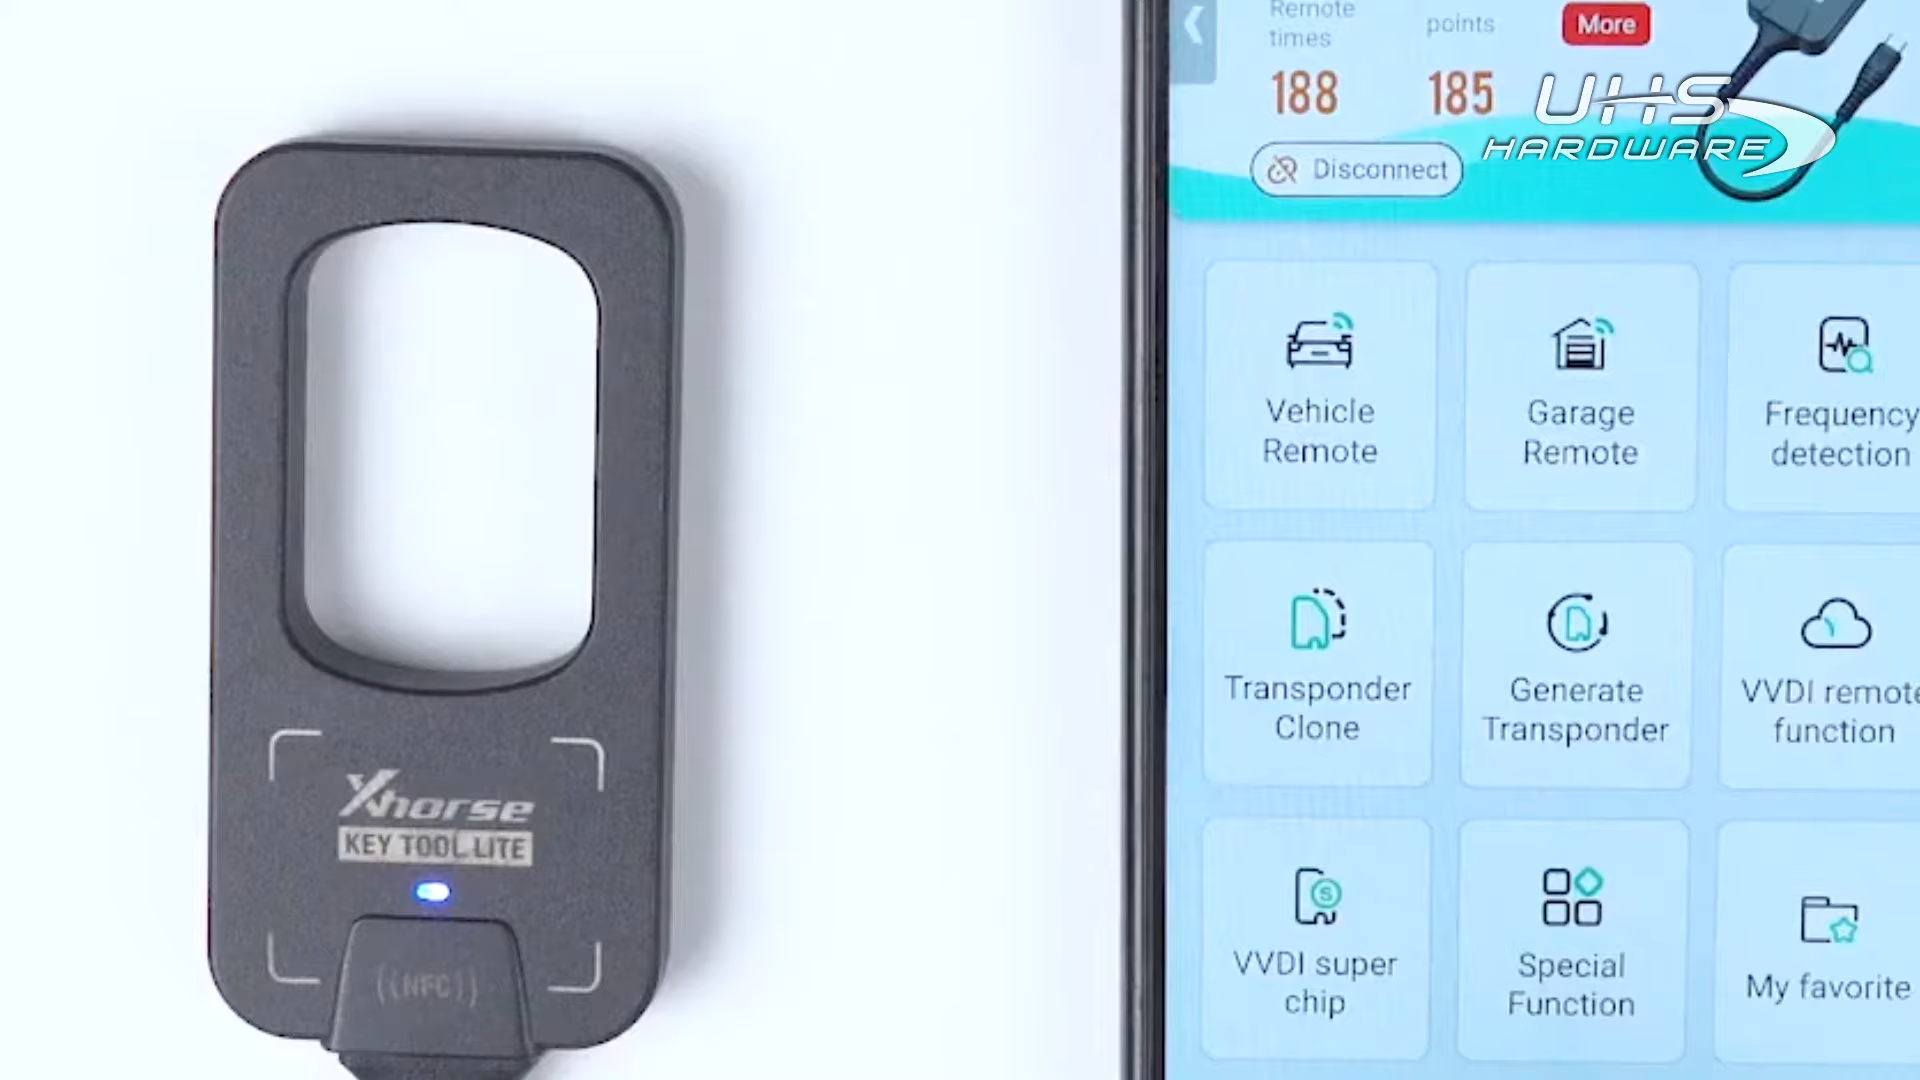 Remote
times
points
More
188
185
Disconnect
UHS
HARDWARE
Vehicle
Remote
Garage
Remote
Frequency
detection
Transponder
Clone
Generate
Transponder
VVDI remote
function
VVDI super
chip
Special
Function
My favorite
Xhorse
KEY TOOL LITE
((NFC))